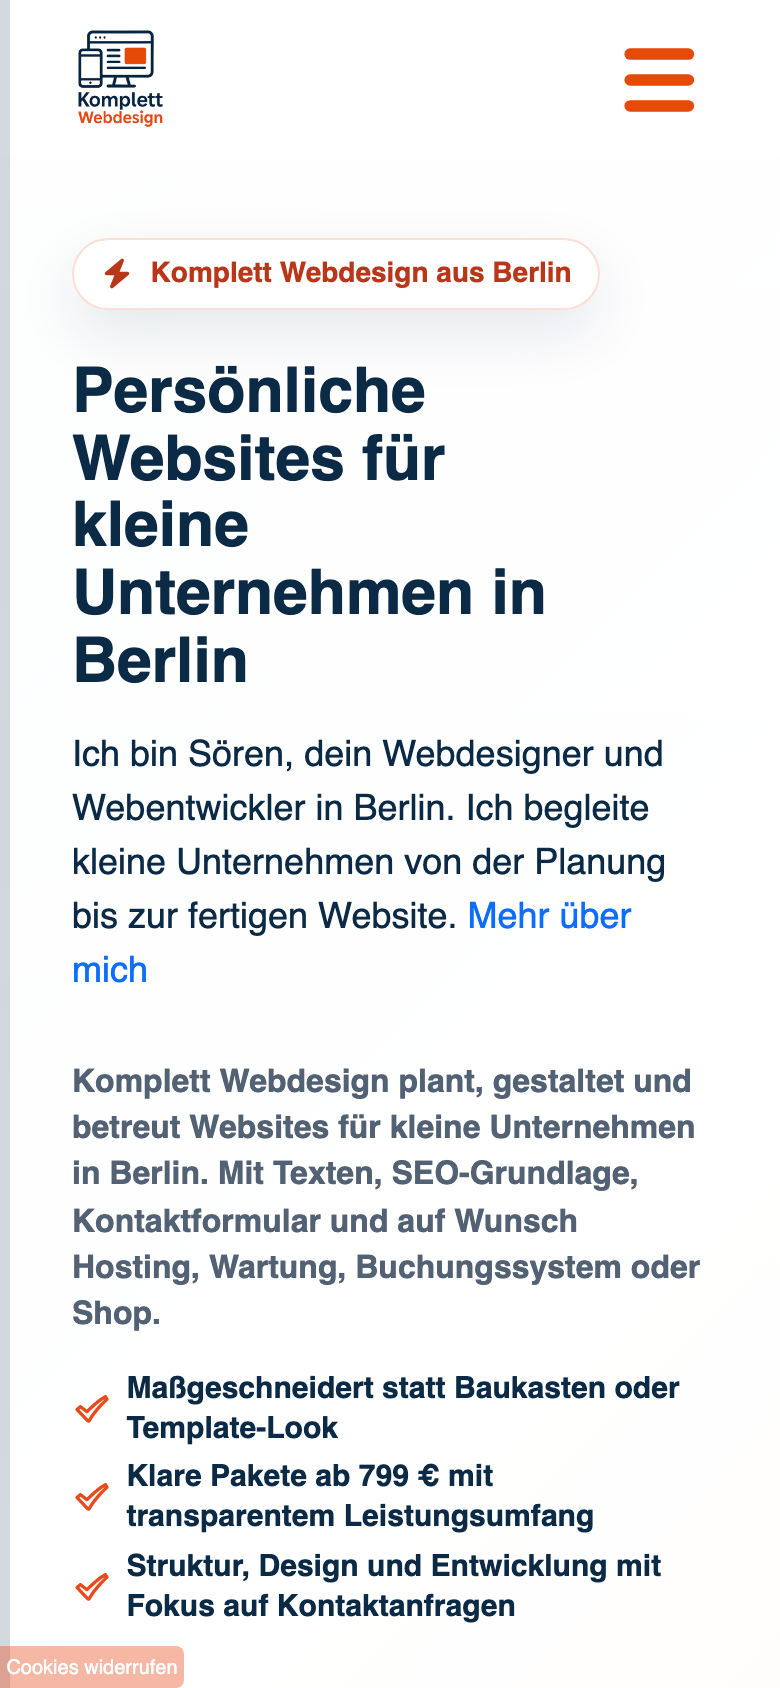 Komplett
Webdesign
Komplett Webdesign aus Berlin
Persönliche
Websites für
kleine
Unternehmen in
Berlin
Ich bin Sören, dein Webdesigner und
Webentwickler in Berlin. Ich begleite
kleine Unternehmen von der Planung
bis zur fertigen Website. Mehr über
mich
Komplett Webdesign plant, gestaltet und
betreut Websites für kleine Unternehmen
in Berlin. Mit Texten, SEO-Grundlage,
Kontaktformular und auf Wunsch
Hosting, Wartung, Buchungssystem oder
Shop.
Maßgeschneidert statt Baukasten oder
Template-Look
Klare Pakete ab 799 € mit
transparentem Leistungsumfang
Struktur, Design und Entwicklung mit
Fokus auf Kontaktanfragen
Cookies widerrufen